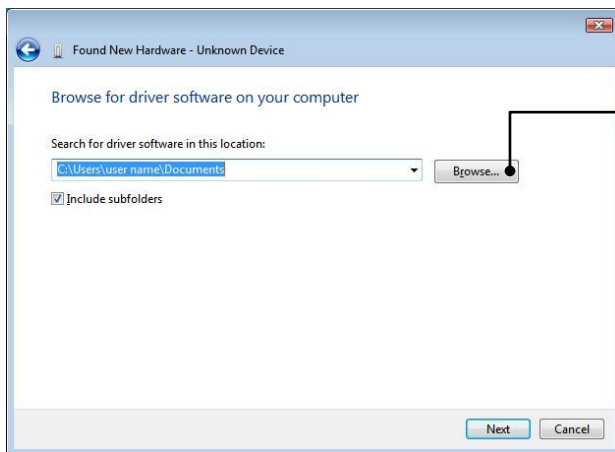 Found New Hardware - Unknown Device
Browse for driver software on your computer
Search for driver software in this location:
C:\Users\user name\Documents
Browse...
Include subfolders
Next
Cancel